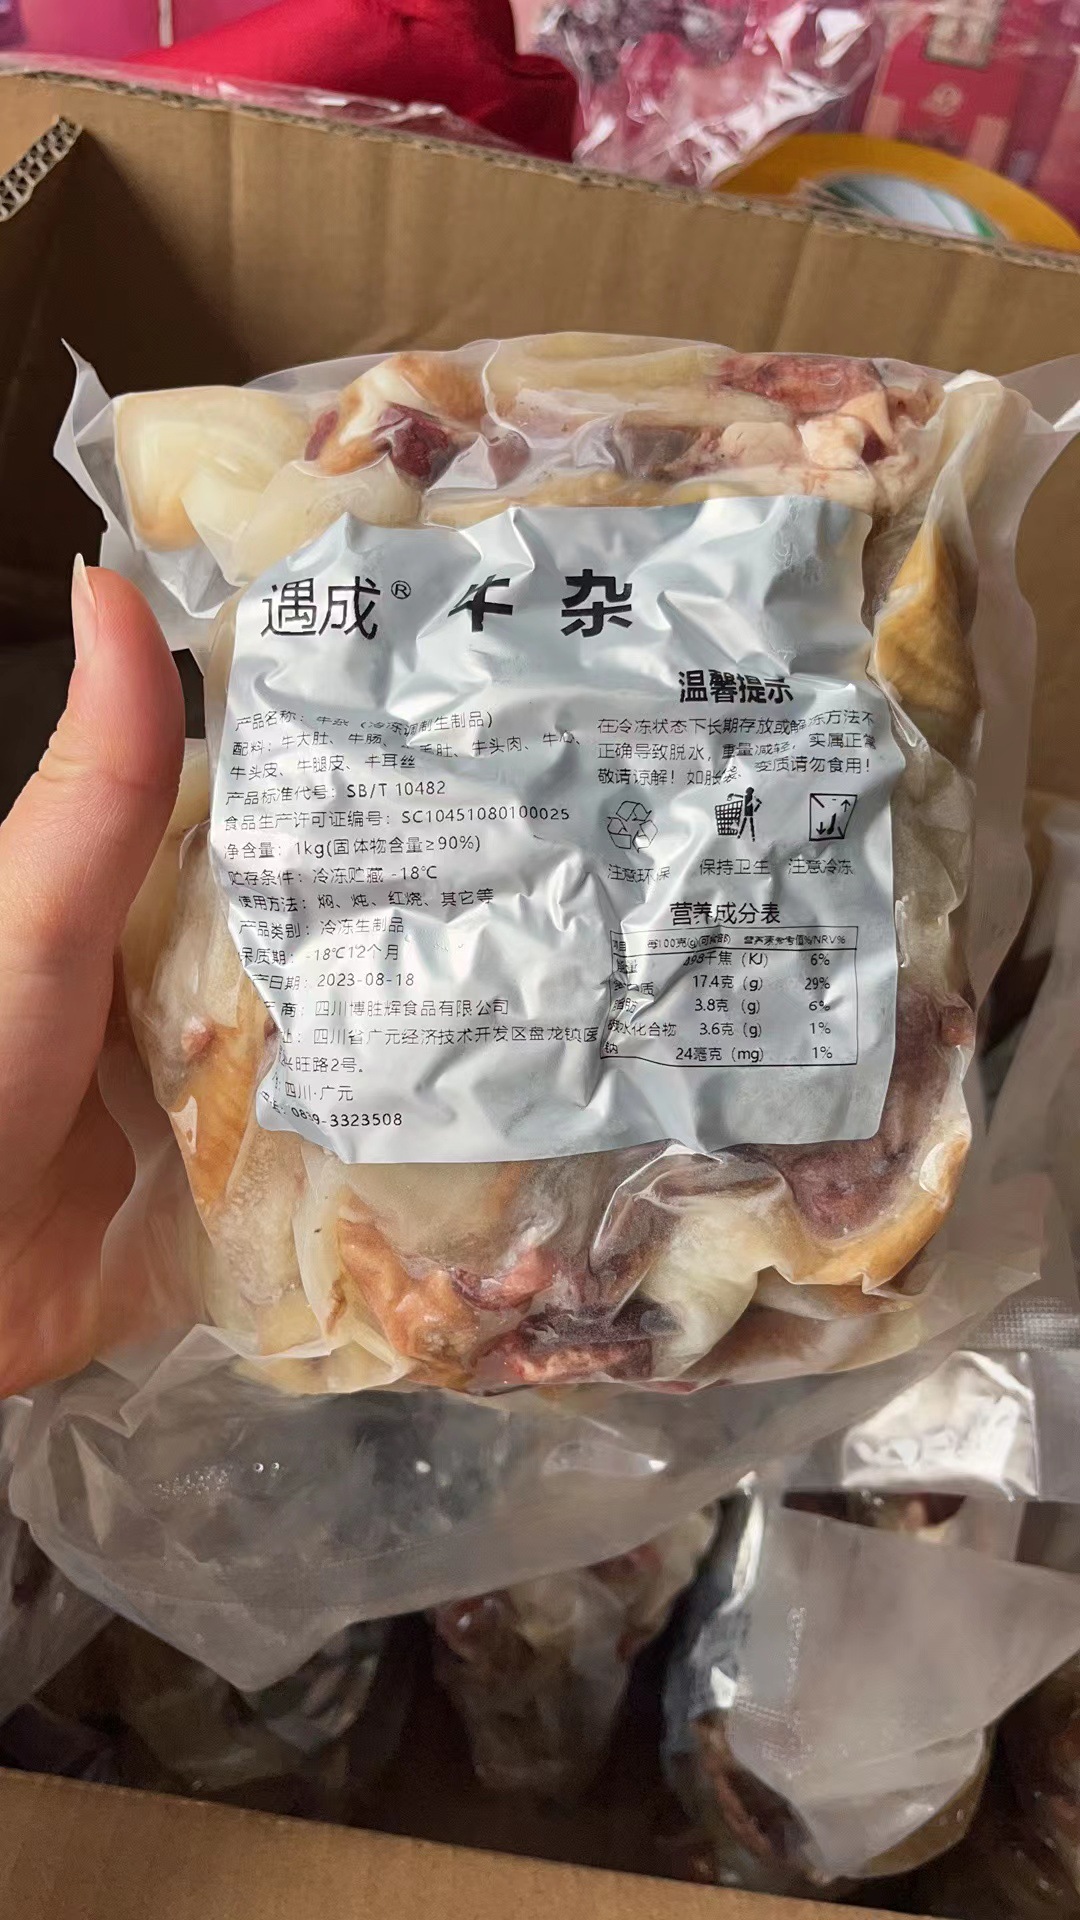 遇成® 牛 杂
产品名称：牛杂（冷冻调制生制品）
配料：牛大肚、牛肠、毛肚、牛头肉、牛心、
牛头皮、牛腿皮、牛耳丝
产品标准代号：SB/T 10482
食品生产许可证编号：SC10451080100025
净含量：1kg(固体物含量≥90%)
贮存条件：冷冻贮藏 -18℃
使用方法：焖、炖、红烧、其它等
产品类别：冷冻生制品
保质期：-18℃12个月
产日期：2023-08-18
商：四川博胜辉食品有限公司
址：四川省广元经济技术开发区盘龙镇医
兴旺路2号。
四川·广元
0839-3323508
温馨提示
在冷冻状态下长期存放或解冻方法不
正确导致脱水，重量减轻，实属正常
敬请谅解！如胀袋、变质请勿食用！
注意环保 保持卫生 注意冷冻
营养成分表
项目 每100克(g)(可食部) 营养素参考值%/NRV%
能量 千焦（KJ） 6%
质 17.4克（g） 29%
脂肪 3.8克（g） 6%
碳水化合物 3.6克（g） 1%
钠 24毫克（mg） 1%